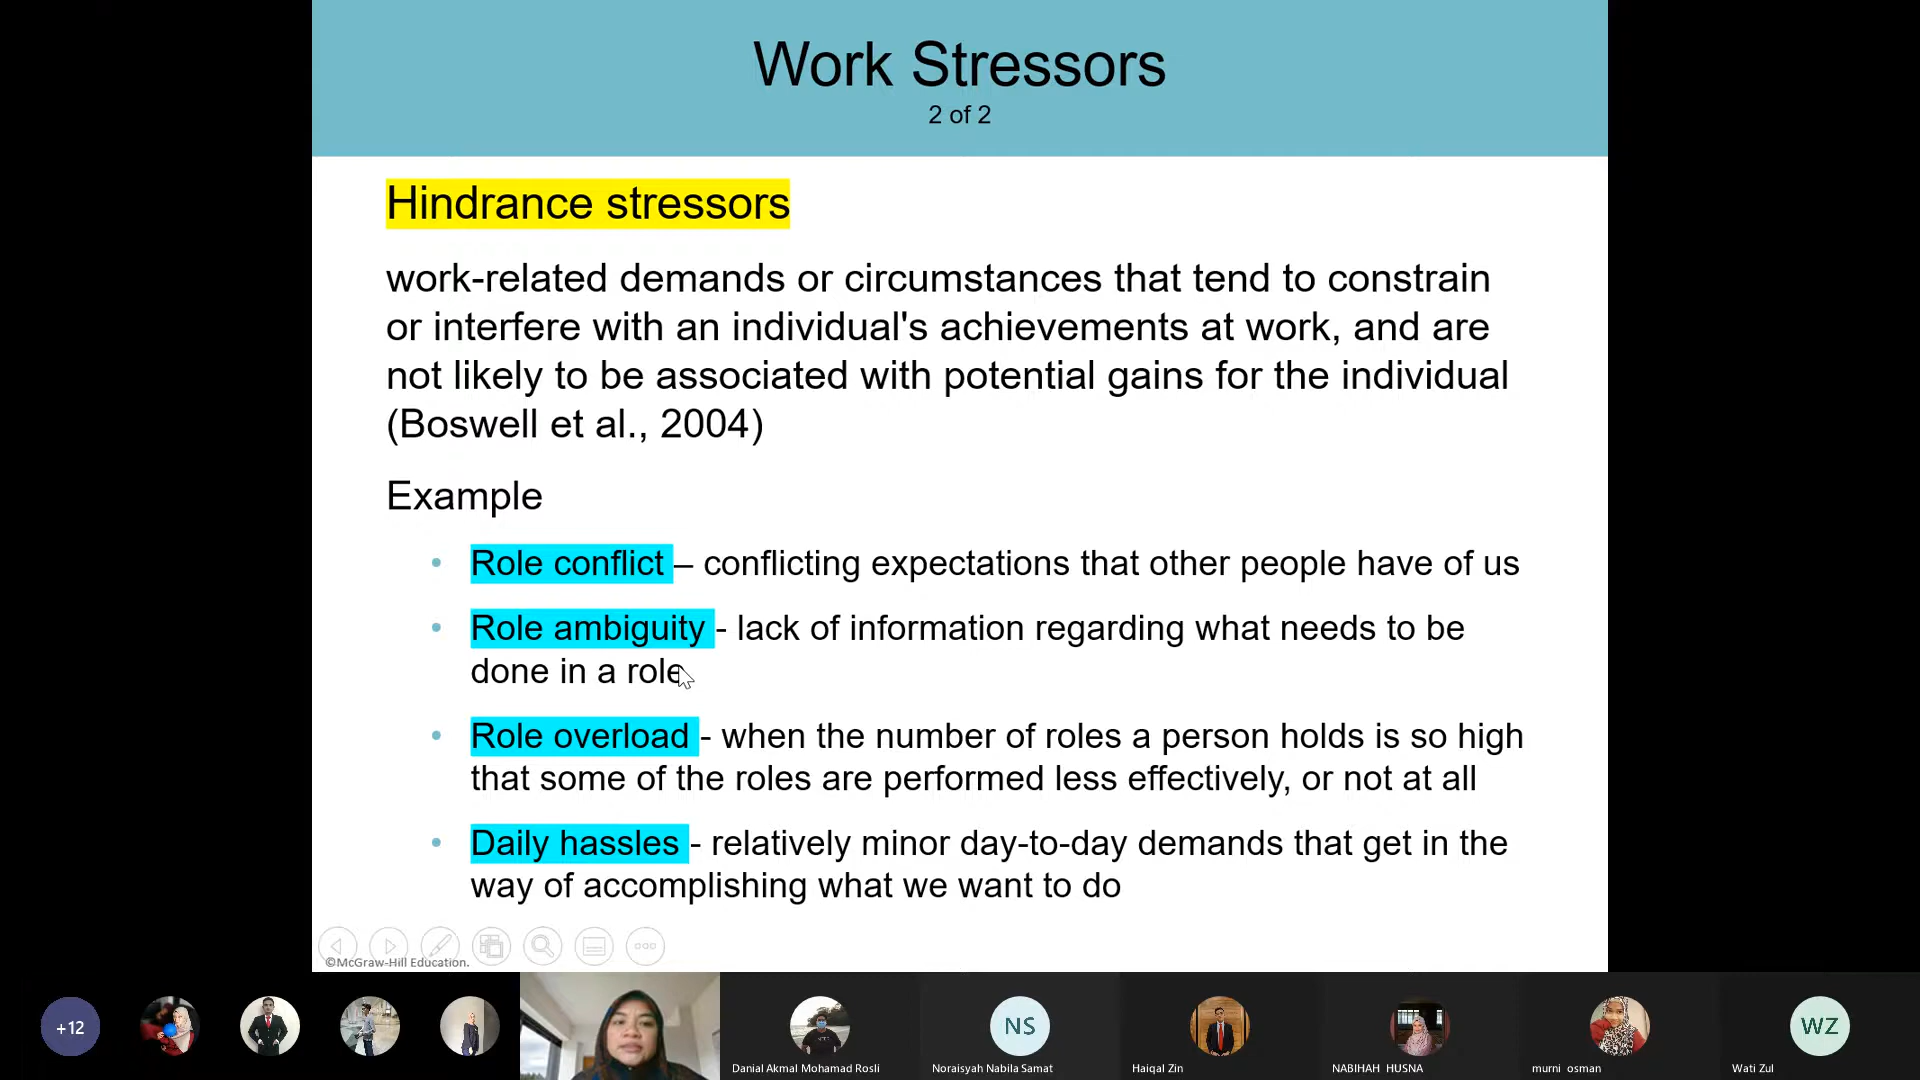 Work Stressors
2 of 2
Hindrance stressors
work-related demands or circumstances that tend to constrain
or interfere with an individual's achievements at work, and are
not likely to be associated with potential gains for the individual
(Boswell et al., 2004)
Example
• Role conflict – conflicting expectations that other people have of us
• Role ambiguity - lack of information regarding what needs to be
done in a role
• Role overload - when the number of roles a person holds is so high
that some of the roles are performed less effectively, or not at all
• Daily hassles - relatively minor day-to-day demands that get in the
way of accomplishing what we want to do
©McGraw-Hill Education.
+12
NS
WZ
Danial Akmal Mohamad Rosli
Noraisyah Nabila Samat
Haiqal Zin
NABIHAH HUSNA
murni osman
Wati Zul